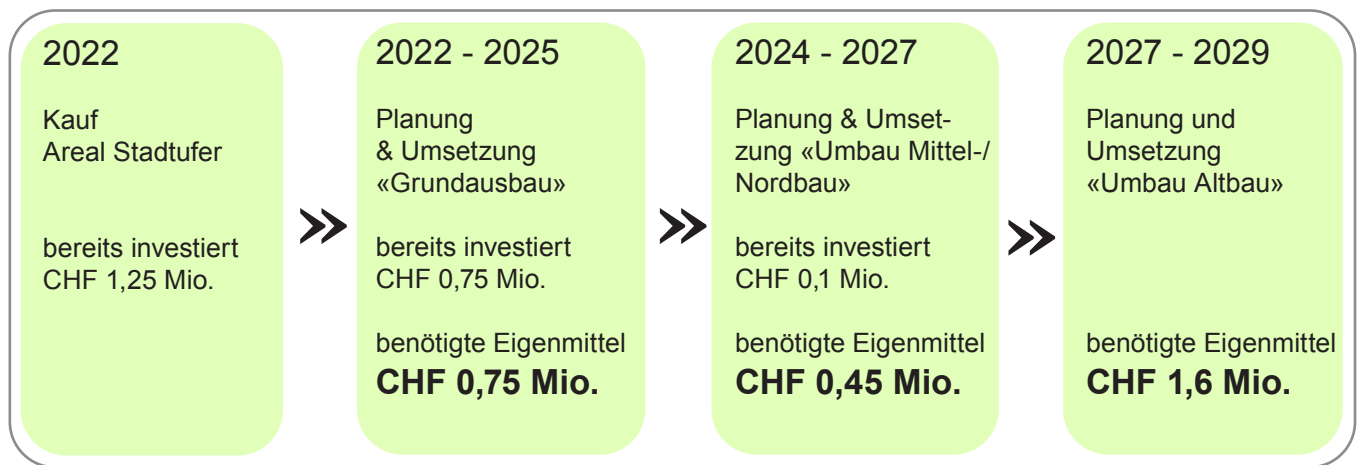 2022
Kauf
Areal Stadtufer
bereits investiert
CHF 1,25 Mio.
»
2022 - 2025
Planung
& Umsetzung
«Grundausbau»
bereits investiert
CHF 0,75 Mio.
benötigte Eigenmittel
CHF 0,75 Mio.
»
2024 - 2027
Planung & Umset-
zung «Umbau Mittel-/
Nordbau»
bereits investiert
CHF 0,1 Mio.
benötigte Eigenmittel
CHF 0,45 Mio.
»
2027 - 2029
Planung und
Umsetzung
«Umbau Altbau»
benötigte Eigenmittel
CHF 1,6 Mio.